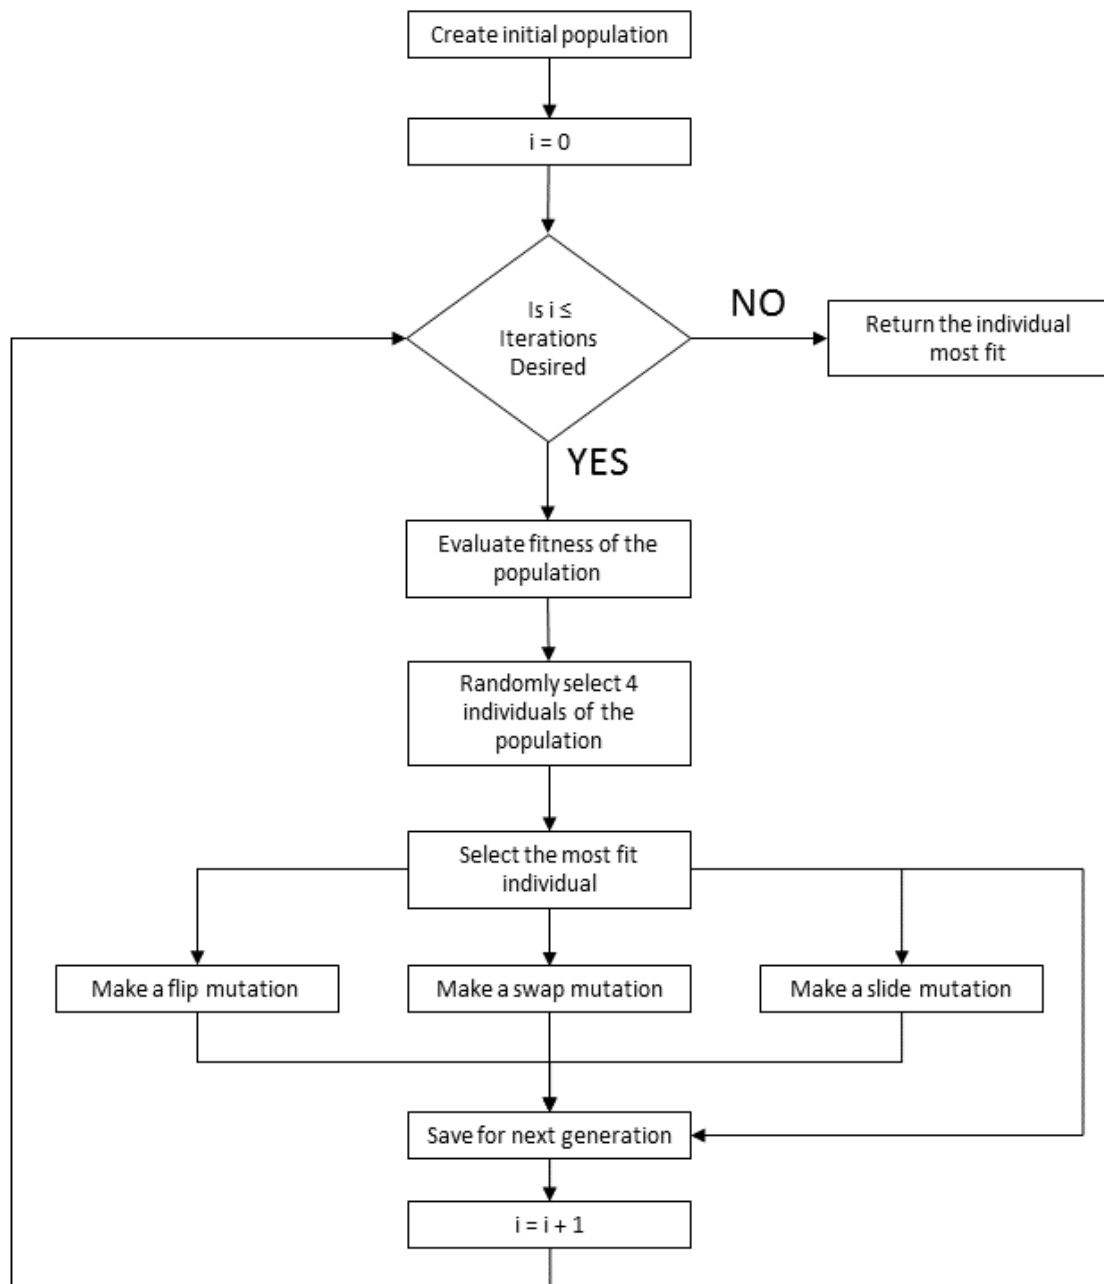 Create initial population
i = 0
Is i ≤
Iterations
Desired
NO
Return the individual
most fit
YES
Evaluate fitness of the
population
Randomly select 4
individuals of the
population
Select the most fit
individual
Make a flip mutation
Make a swap mutation
Make a slide mutation
Save for next generation
i = i + 1